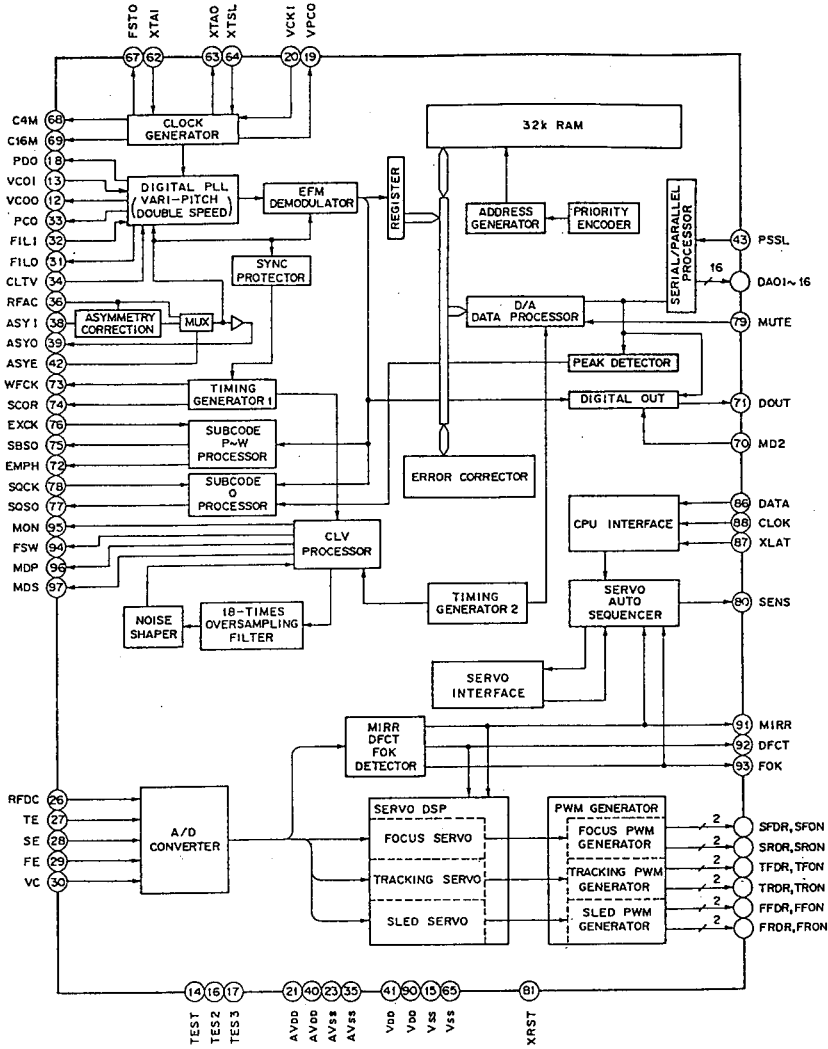 FSTO
XTAI
XTAO
XTSL
VCKI
VPCO
67
62
63
64
20
19
C4M 68
C16M 69
PDO 18
VCOI 13
VCOO 12
PCO 33
FILI 32
FILO 31
CLTV 34
RFAC 36
ASYI 38
ASYO 39
ASYE 42
WFCK 73
SCOR 74
EXCK 76
SBSO 75
EMPH 72
SQCK 78
SQSO 77
MON 95
FSW 94
MDP 96
MDS 97
CLOCK
GENERATOR
DIGITAL PLL
(VARI-PITCH
DOUBLE SPEED)
EFM
DEMODULATOR
REGISTER
32k RAM
ADDRESS
GENERATOR
PRIORITY
ENCODER
SERIAL/PARALLEL
PROCESSOR
16
SYNC
PROTECTOR
ASYMMETRY
CORRECTION
MUX
D/A
DATA PROCESSOR
PEAK DETECTOR
DIGITAL OUT
TIMING
GENERATOR 1
SUBCODE
P~W
PROCESSOR
SUBCODE
Q
PROCESSOR
ERROR CORRECTOR
CLV
PROCESSOR
CPU INTERFACE
NOISE
SHAPER
18-TIMES
OVERSAMPLING
FILTER
TIMING
GENERATOR 2
SERVO
AUTO
SEQUENCER
SERVO
INTERFACE
43 PSSL
DAO1~16
79 MUTE
71 DOUT
70 MD2
86 DATA
88 CLOK
87 XLAT
80 SENS
91 MIRR
92 DFCT
93 FOK
MIRR
DFCT
FOK
DETECTOR
RFDC 26
TE 27
SE 28
FE 29
VC 30
A/D
CONVERTER
SERVO DSP
FOCUS SERVO
TRACKING SERVO
SLED SERVO
PWM GENERATOR
FOCUS PWM
GENERATOR
TRACKING PWM
GENERATOR
SLED PWM
GENERATOR
2 SFDR,SFON
2 SRDR,SRON
2 TFDR,TFON
2 TRDR,TRON
2 FFDR,FFON
2 FRDR,FRON
14
16
17
21
40
23
35
41
90
15
65
81
TEST
TES2
TES3
AVDD
AVDD
AVSS
AVSS
VDD
VDD
VSS
VSS
XRST